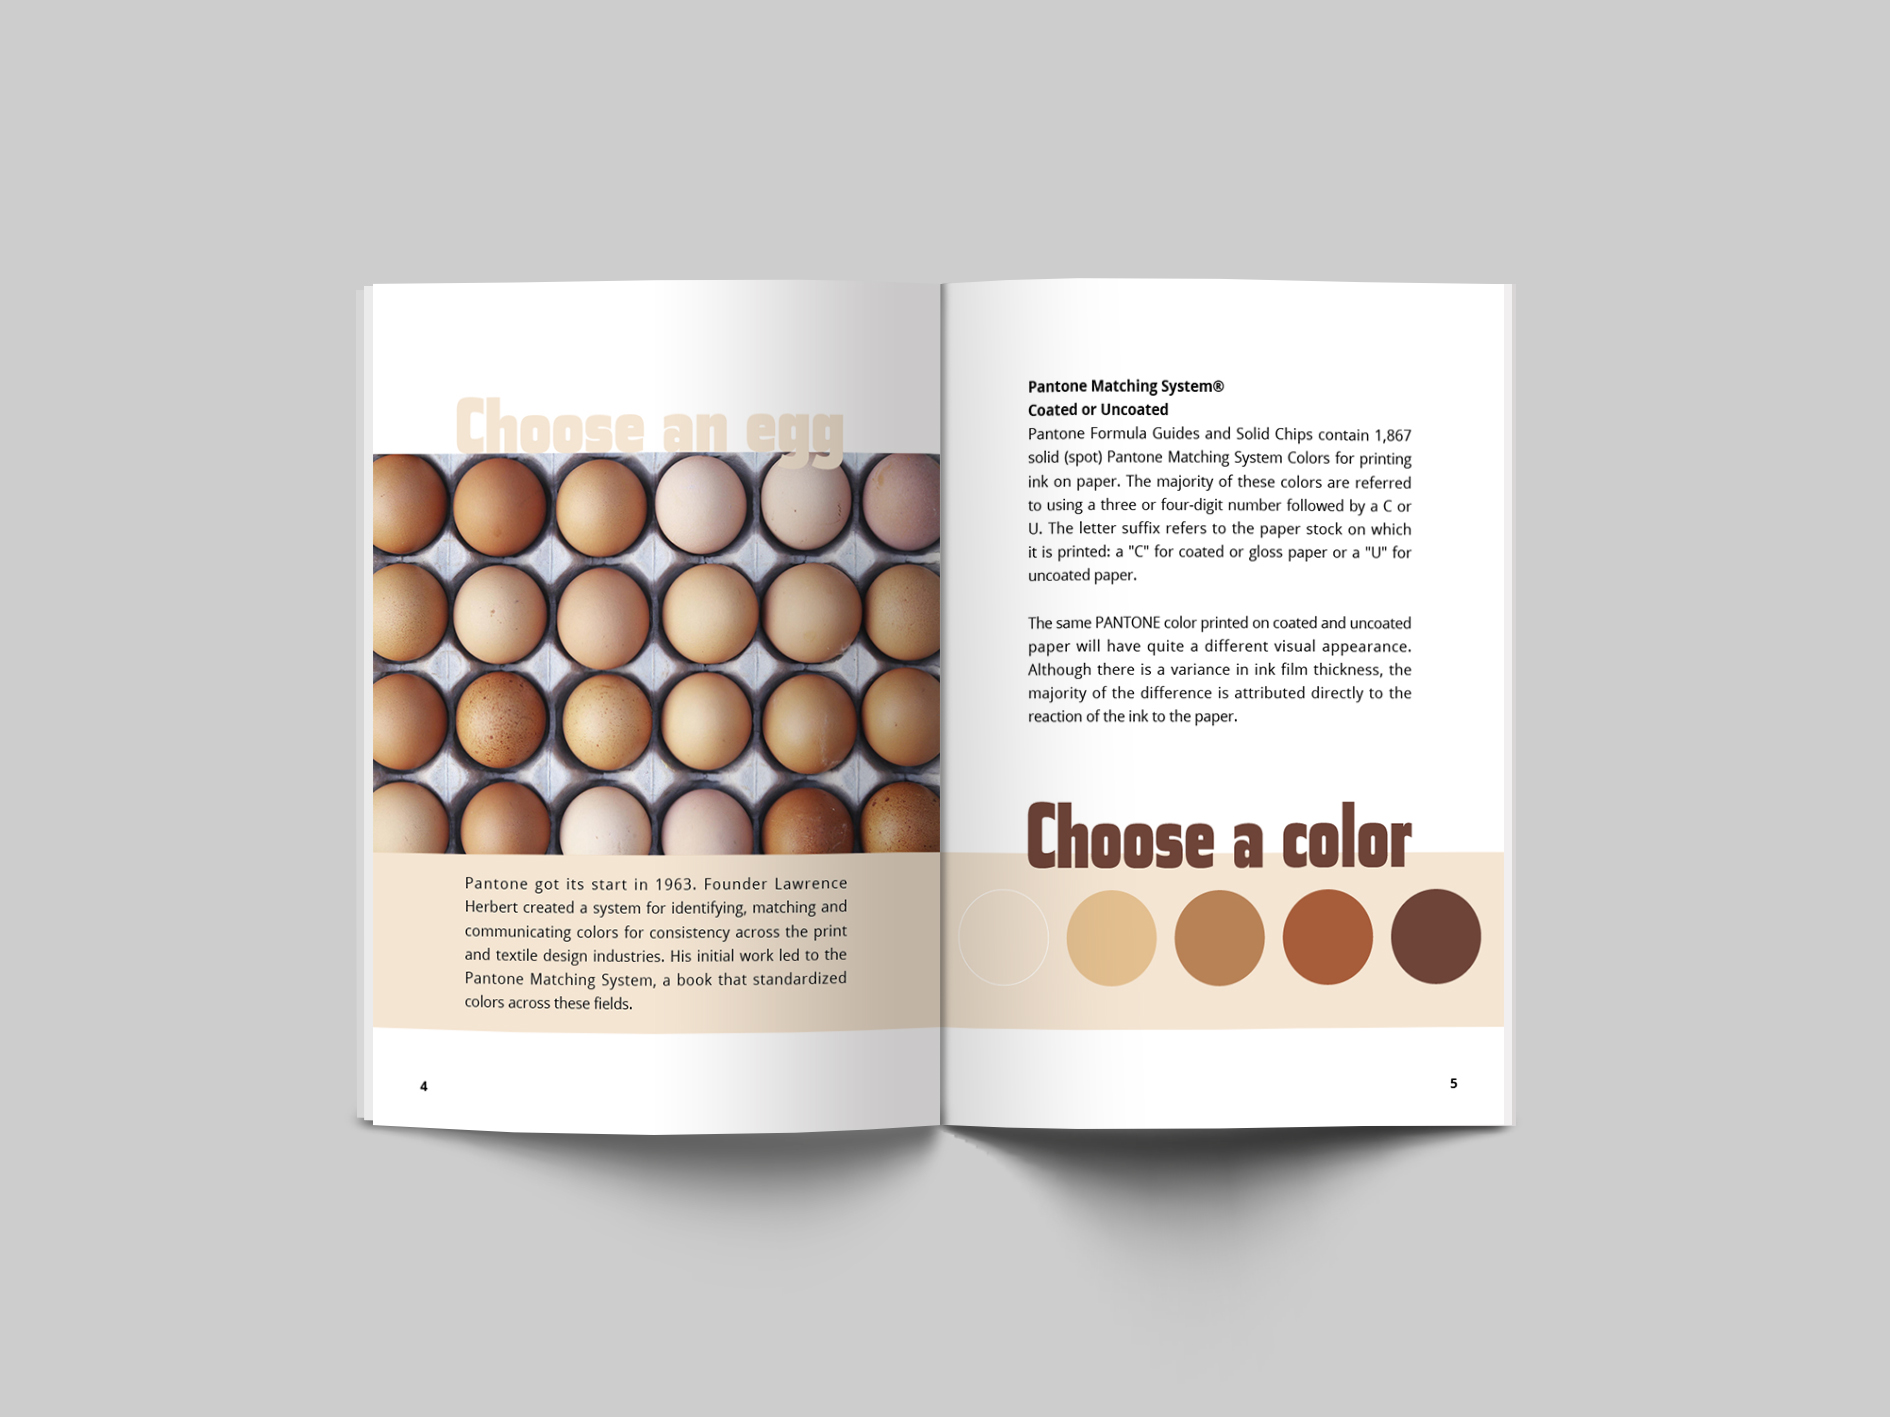 Choose an egg
Pantone got its start in 1963. Founder Lawrence
Herbert created a system for identifying, matching and
communicating colors for consistency across the print
and textile design industries. His initial work led to the
Pantone Matching System, a book that standardized
colors across these fields.
4
Pantone Matching System®
Coated or Uncoated
Pantone Formula Guides and Solid Chips contain 1,867
solid (spot) Pantone Matching System Colors for printing
ink on paper. The majority of these colors are referred
to using a three or four-digit number followed by a C or
U. The letter suffix refers to the paper stock on which
it is printed: a "C" for coated or gloss paper or a "U" for
uncoated paper.
The same PANTONE color printed on coated and uncoated
paper will have quite a different visual appearance.
Although there is a variance in ink film thickness, the
majority of the difference is attributed directly to the
reaction of the ink to the paper.
Choose a color
5